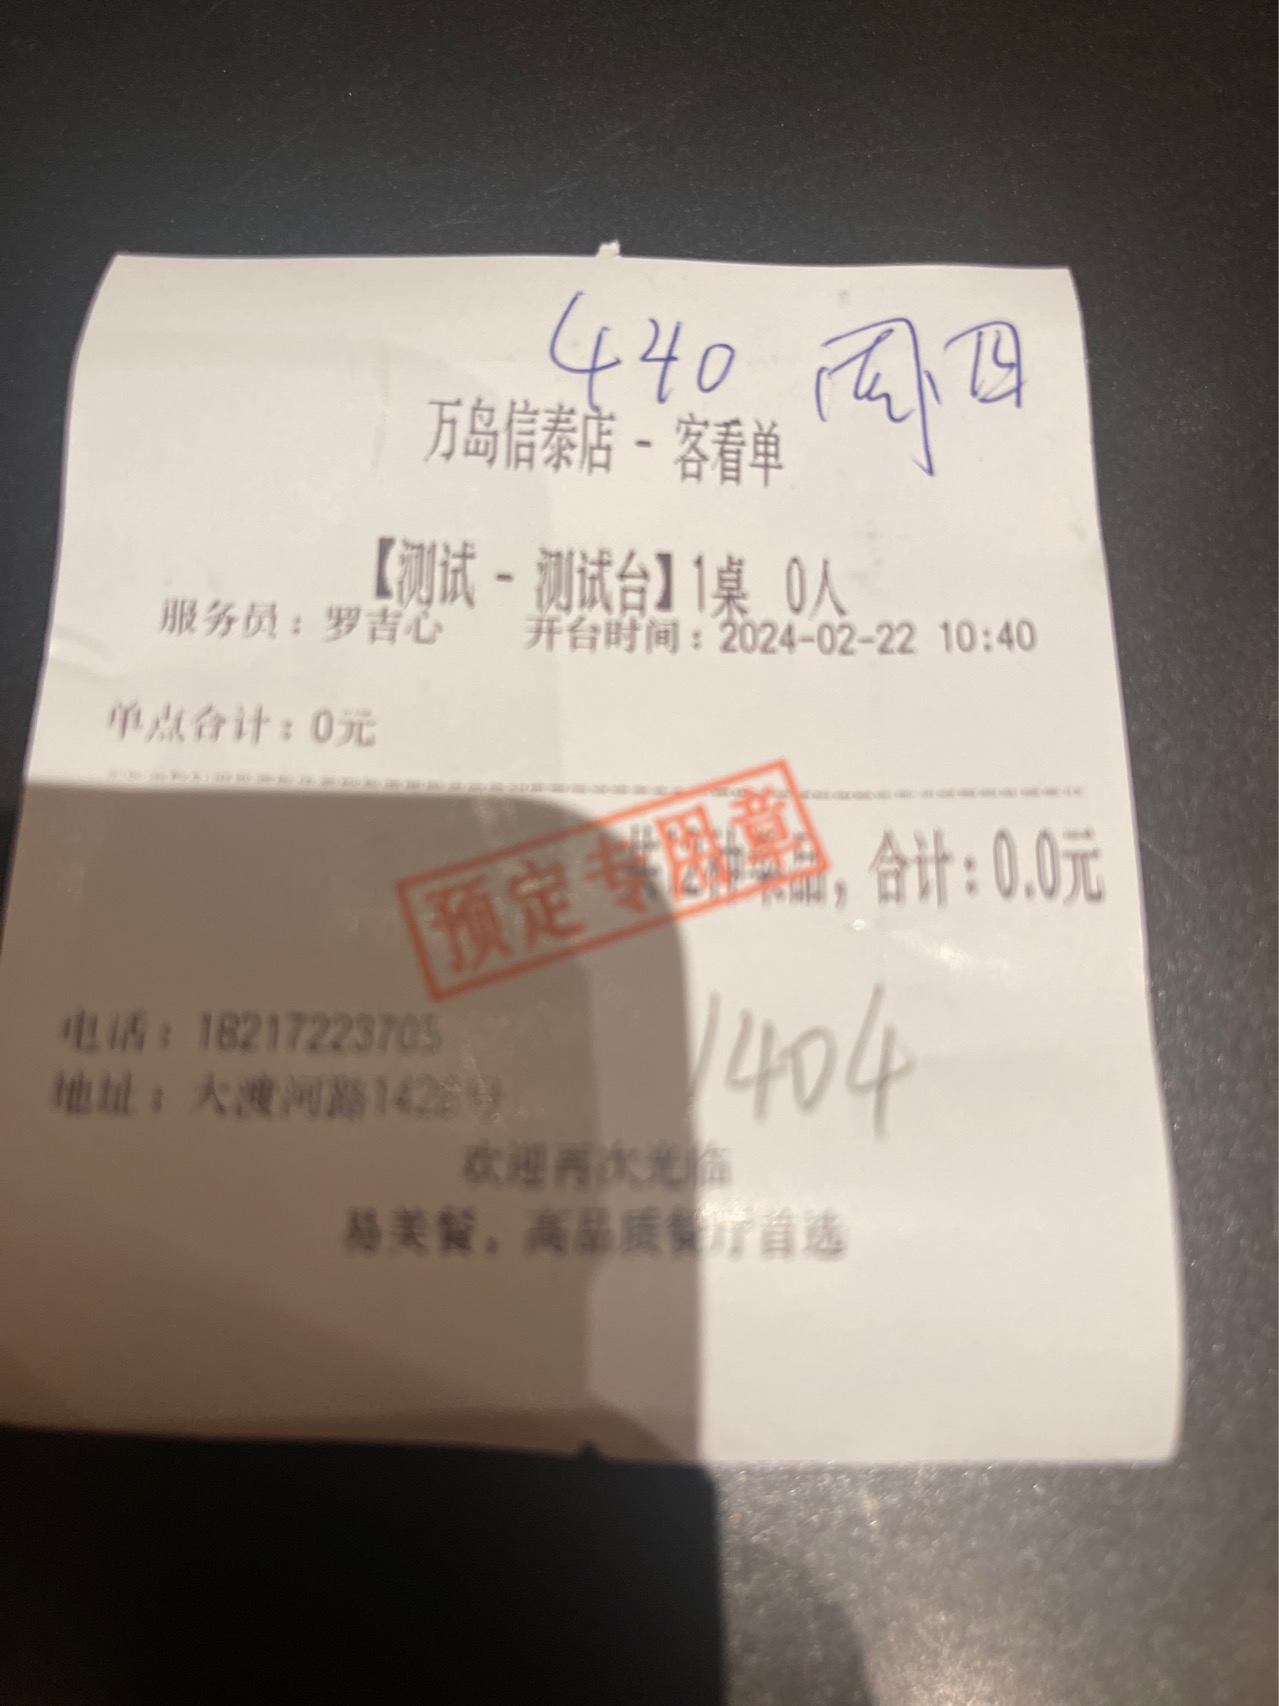 440 周四
万岛信泰店 - 客看单
【测试 - 测试台】1桌 0人
服务员：罗吉心 开台时间：2024-02-22 10:40
单点合计：0元
预定专用章
品，合计：0.0元
电话：18217223705
1404
地址：大渡河路1428号
欢迎再次光临
易美餐，高品质餐厅首选